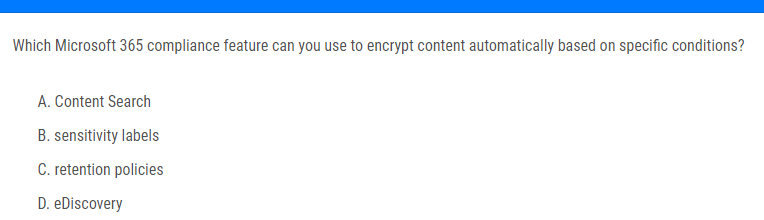 Which Microsoft 365 compliance feature can you use to encrypt content automatically based on specific conditions?
A. Content Search
B. sensitivity labels
C. retention policies
D. eDiscovery